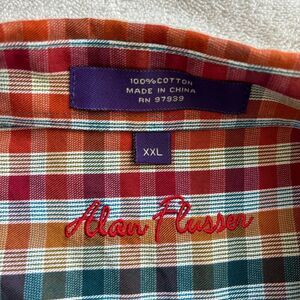 100% COTTON
MADE IN CHINA
RN 97939
XXL
Alan Flusser